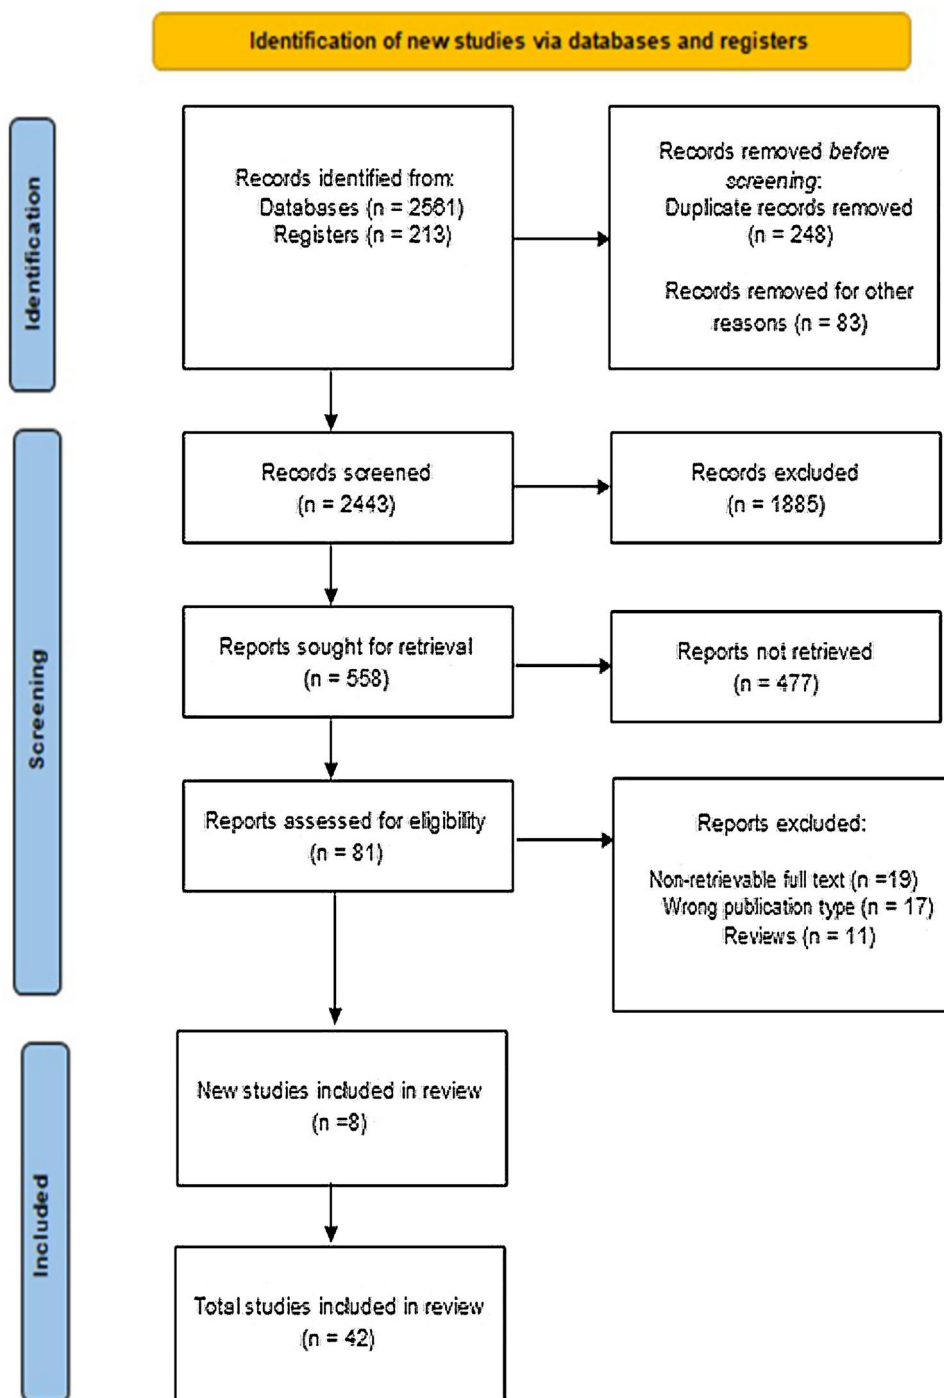 Identification of new studies via databases and registers
Identification
Records identified from:
Databases (n = 2561)
Registers (n = 213)
Records removed before
screening:
Duplicate records removed
(n = 248)
Records removed for other
reasons (n = 83)
Screening
Records screened
(n = 2443)
Records excluded
(n = 1885)
Reports sought for retrieval
(n = 558)
Reports not retrieved
(n = 477)
Reports assessed for eligibility
(n = 81)
Reports excluded:
Non-retrievable full text (n =19)
Wrong publication type (n = 17)
Reviews (n = 11)
Included
New studies included in review
(n =8)
Total studies included in review
(n = 42)